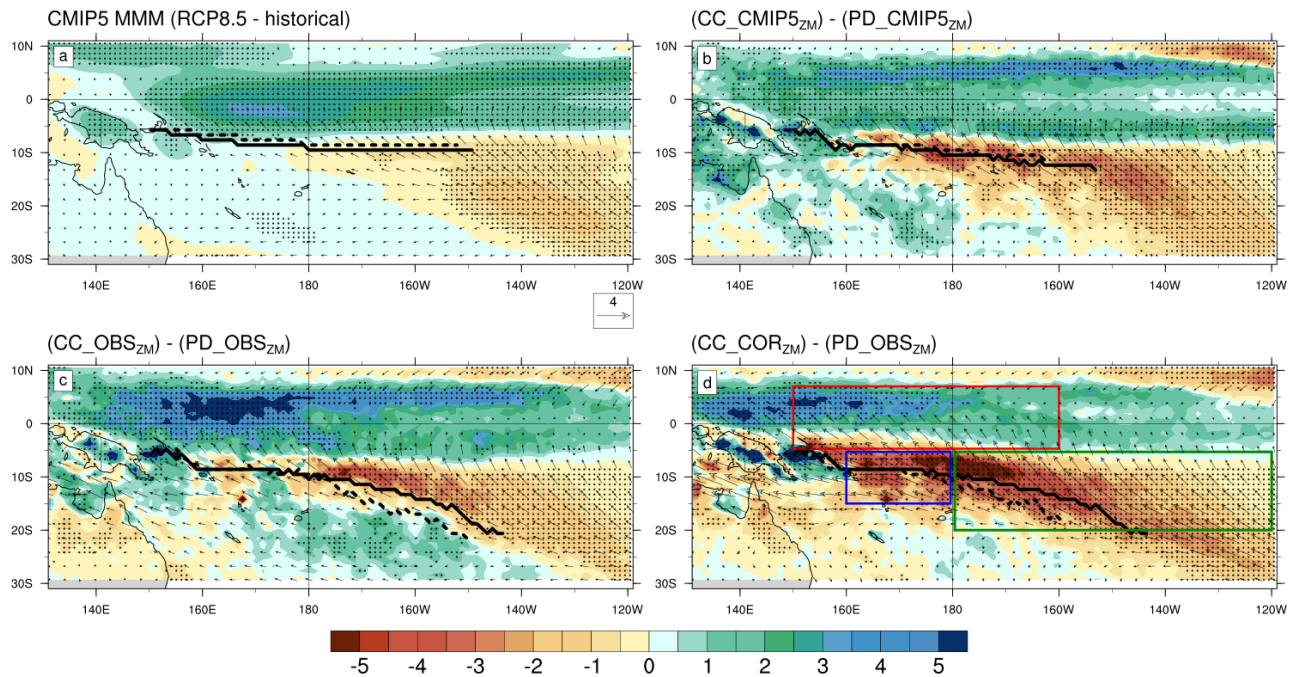 CMIP5 MMM (RCP8.5 - historical)
(CC_CMIP5ZM) - (PD_CMIP5ZM)
a
10N
0
10S
20S
30S
140E
160E
180
160W
140W
120W
b
10N
0
10S
20S
30S
140E
160E
180
160W
140W
120W
4
(CC_OBSZM) - (PD_OBSZM)
(CC_CORZM) - (PD_OBSZM)
c
10N
0
10S
20S
30S
140E
160E
180
160W
140W
120W
d
10N
0
10S
20S
30S
140E
160E
180
160W
140W
120W
-5 -4 -3 -2 -1 0 1 2 3 4 5